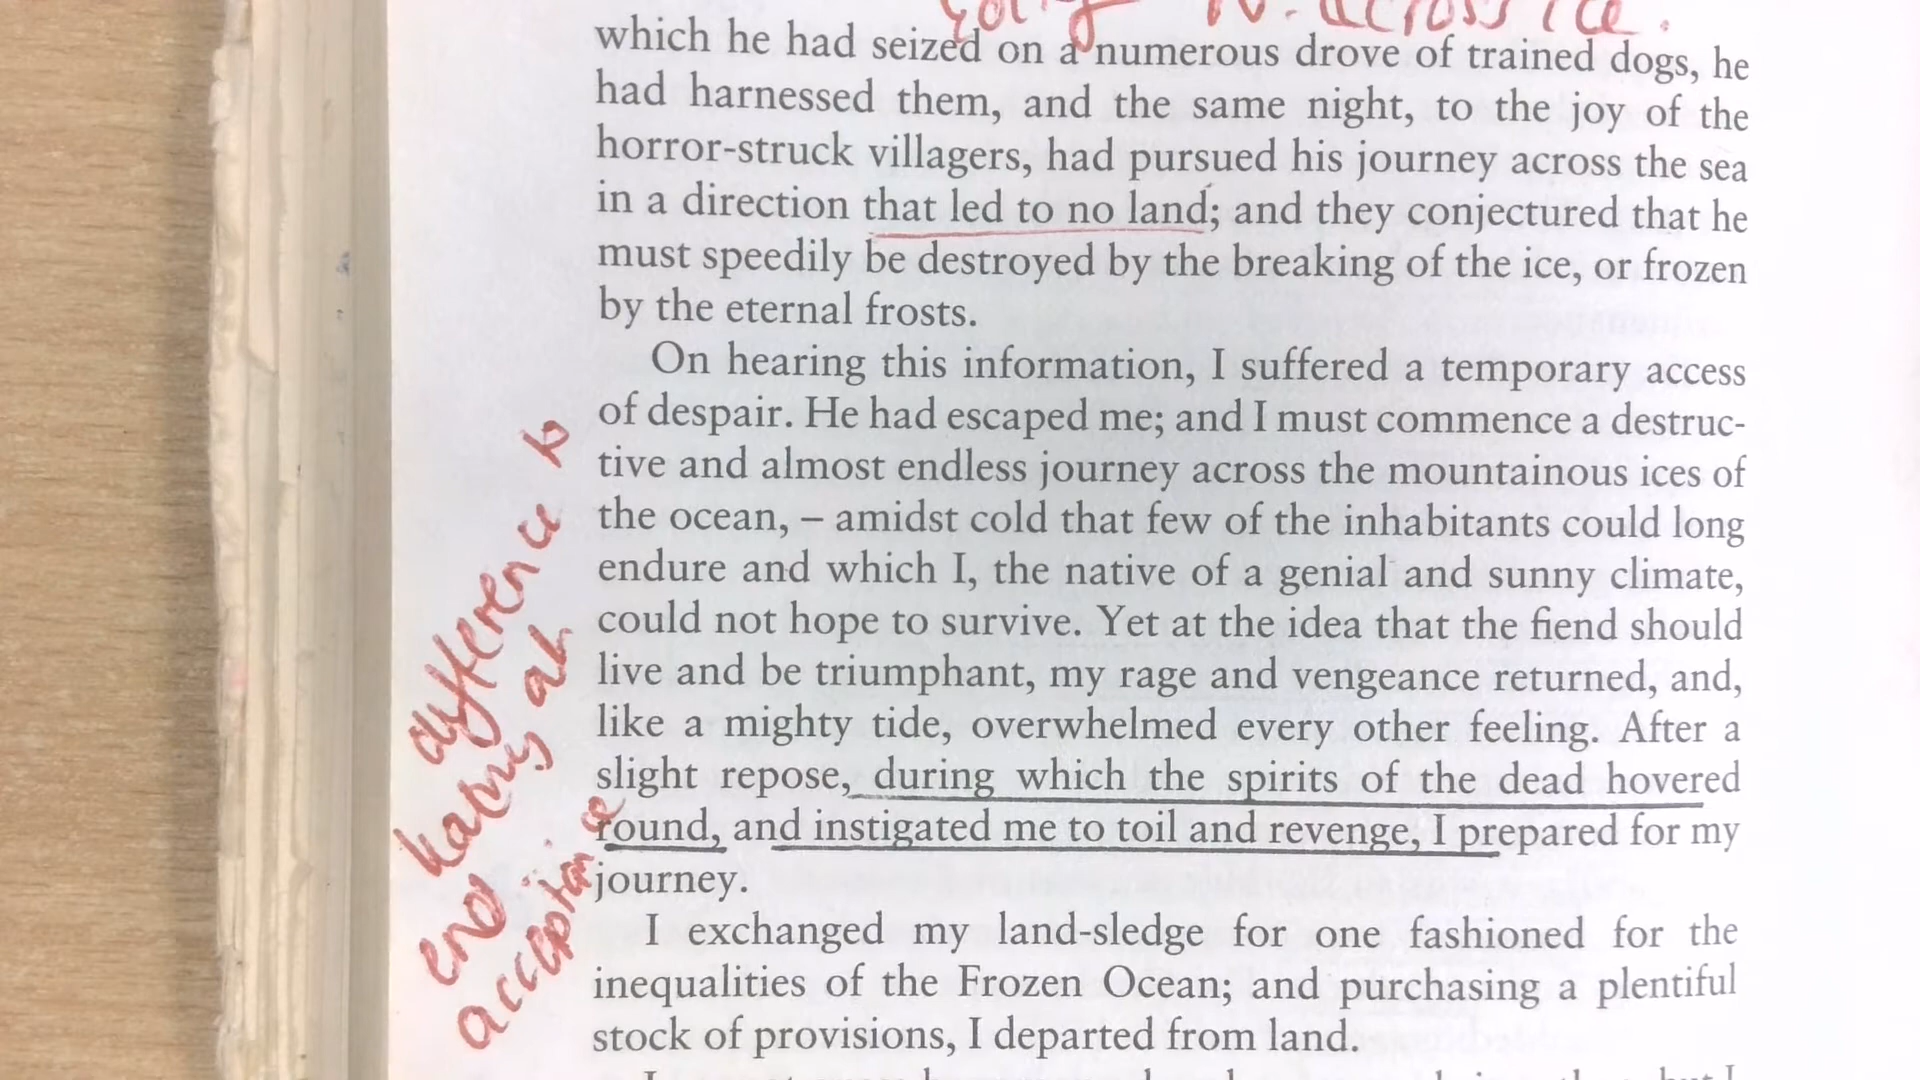 going N. across ice.
which he had seized on a numerous drove of trained dogs, he
had harnessed them, and the same night, to the joy of the
horror-struck villagers, had pursued his journey across the sea
in a direction that led to no land; and they conjectured that he
must speedily be destroyed by the breaking of the ice, or frozen
by the eternal frosts.
On hearing this information, I suffered a temporary access
of despair. He had escaped me; and I must commence a destruc-
tive and almost endless journey across the mountainous ices of
the ocean, – amidst cold that few of the inhabitants could long
endure and which I, the native of a genial and sunny climate,
could not hope to survive. Yet at the idea that the fiend should
live and be triumphant, my rage and vengeance returned, and,
like a mighty tide, overwhelmed every other feeling. After a
slight repose, during which the spirits of the dead hovered
round, and instigated me to toil and revenge, I prepared for my
journey.
I exchanged my land-sledge for one fashioned for the
inequalities of the Frozen Ocean; and purchasing a plentiful
stock of provisions, I departed from land.
difference to
at
end
acceptance